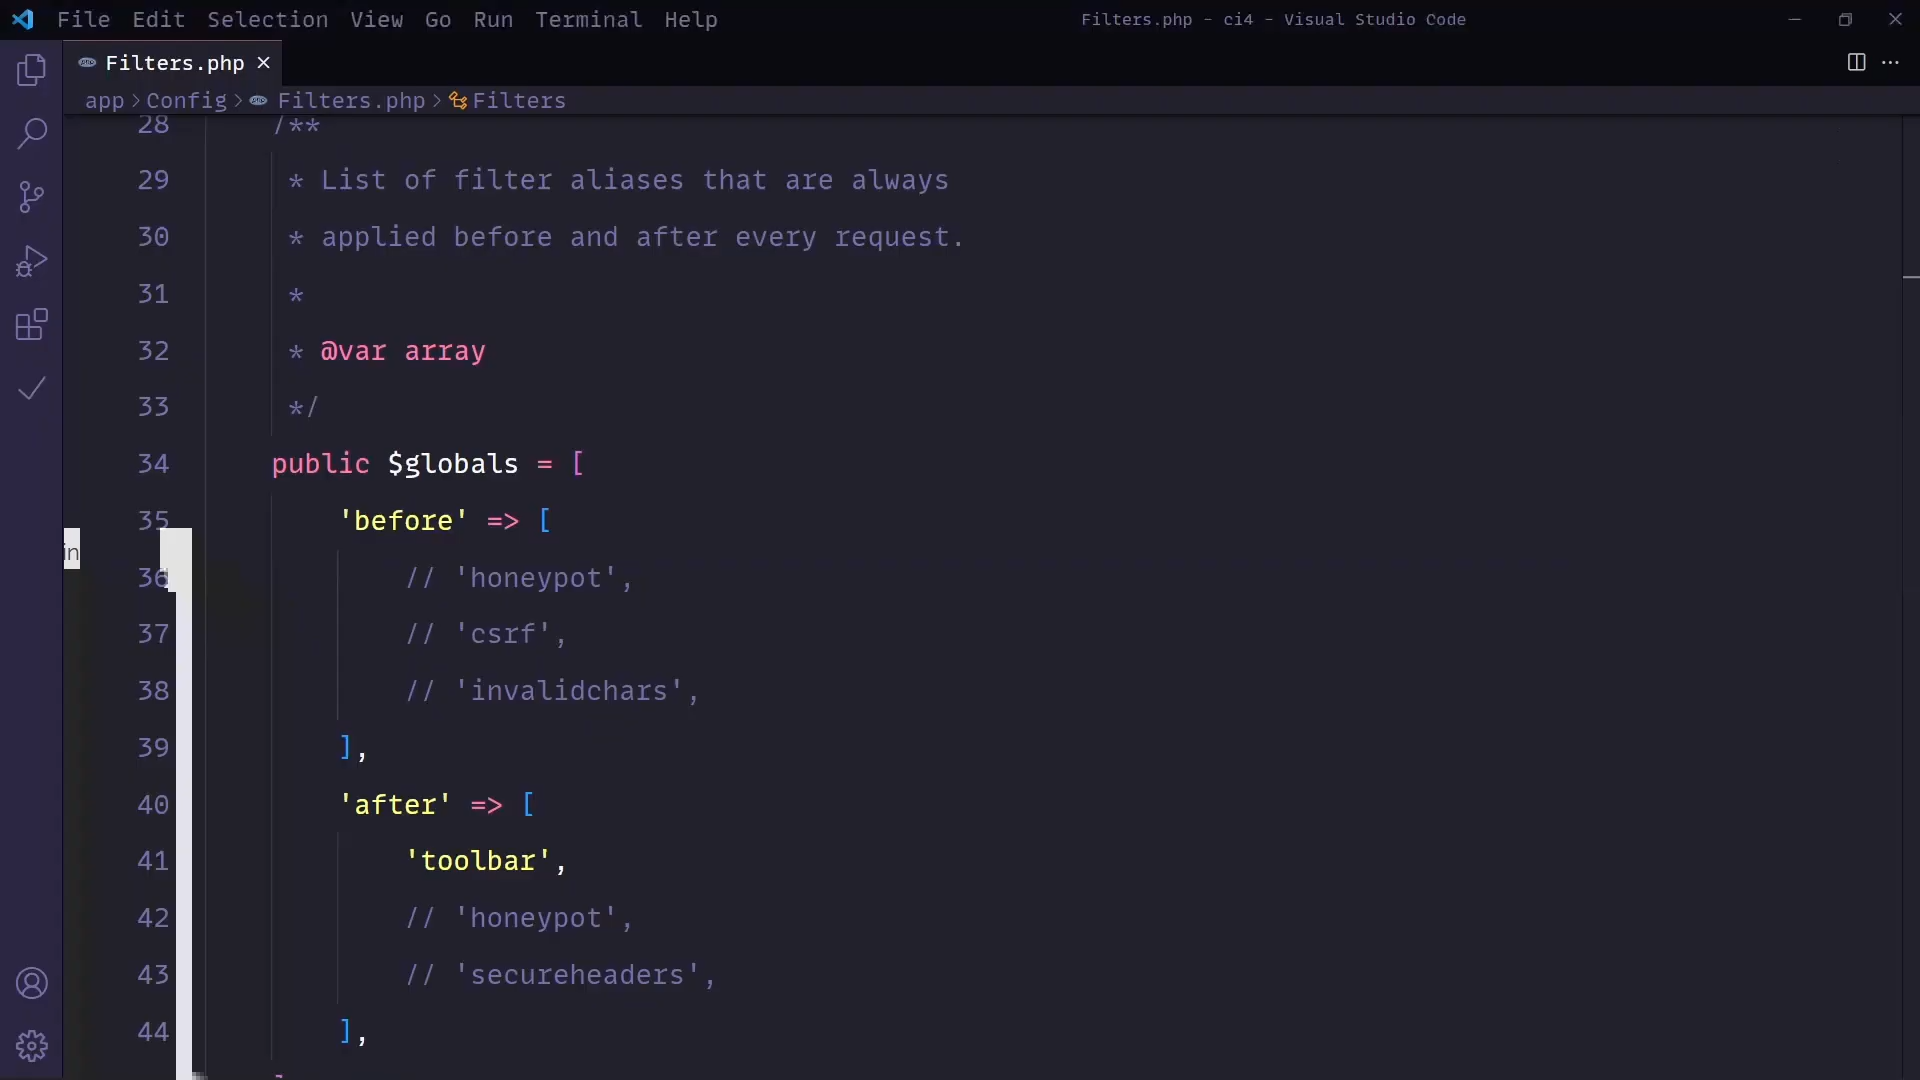 File Edit Selection View Go Run Terminal Help
Filters.php - ci4 - Visual Studio Code
Filters.php
app > Config > Filters.php > Filters
28 /**
29 * List of filter aliases that are always
30 * applied before and after every request.
31 *
32 * @var array
33 */
34 public $globals = [
35 'before' => [
in
36 // 'honeypot',
37 // 'csrf',
38 // 'invalidchars',
39 ],
40 'after' => [
41 'toolbar',
42 // 'honeypot',
43 // 'secureheaders',
44 ],